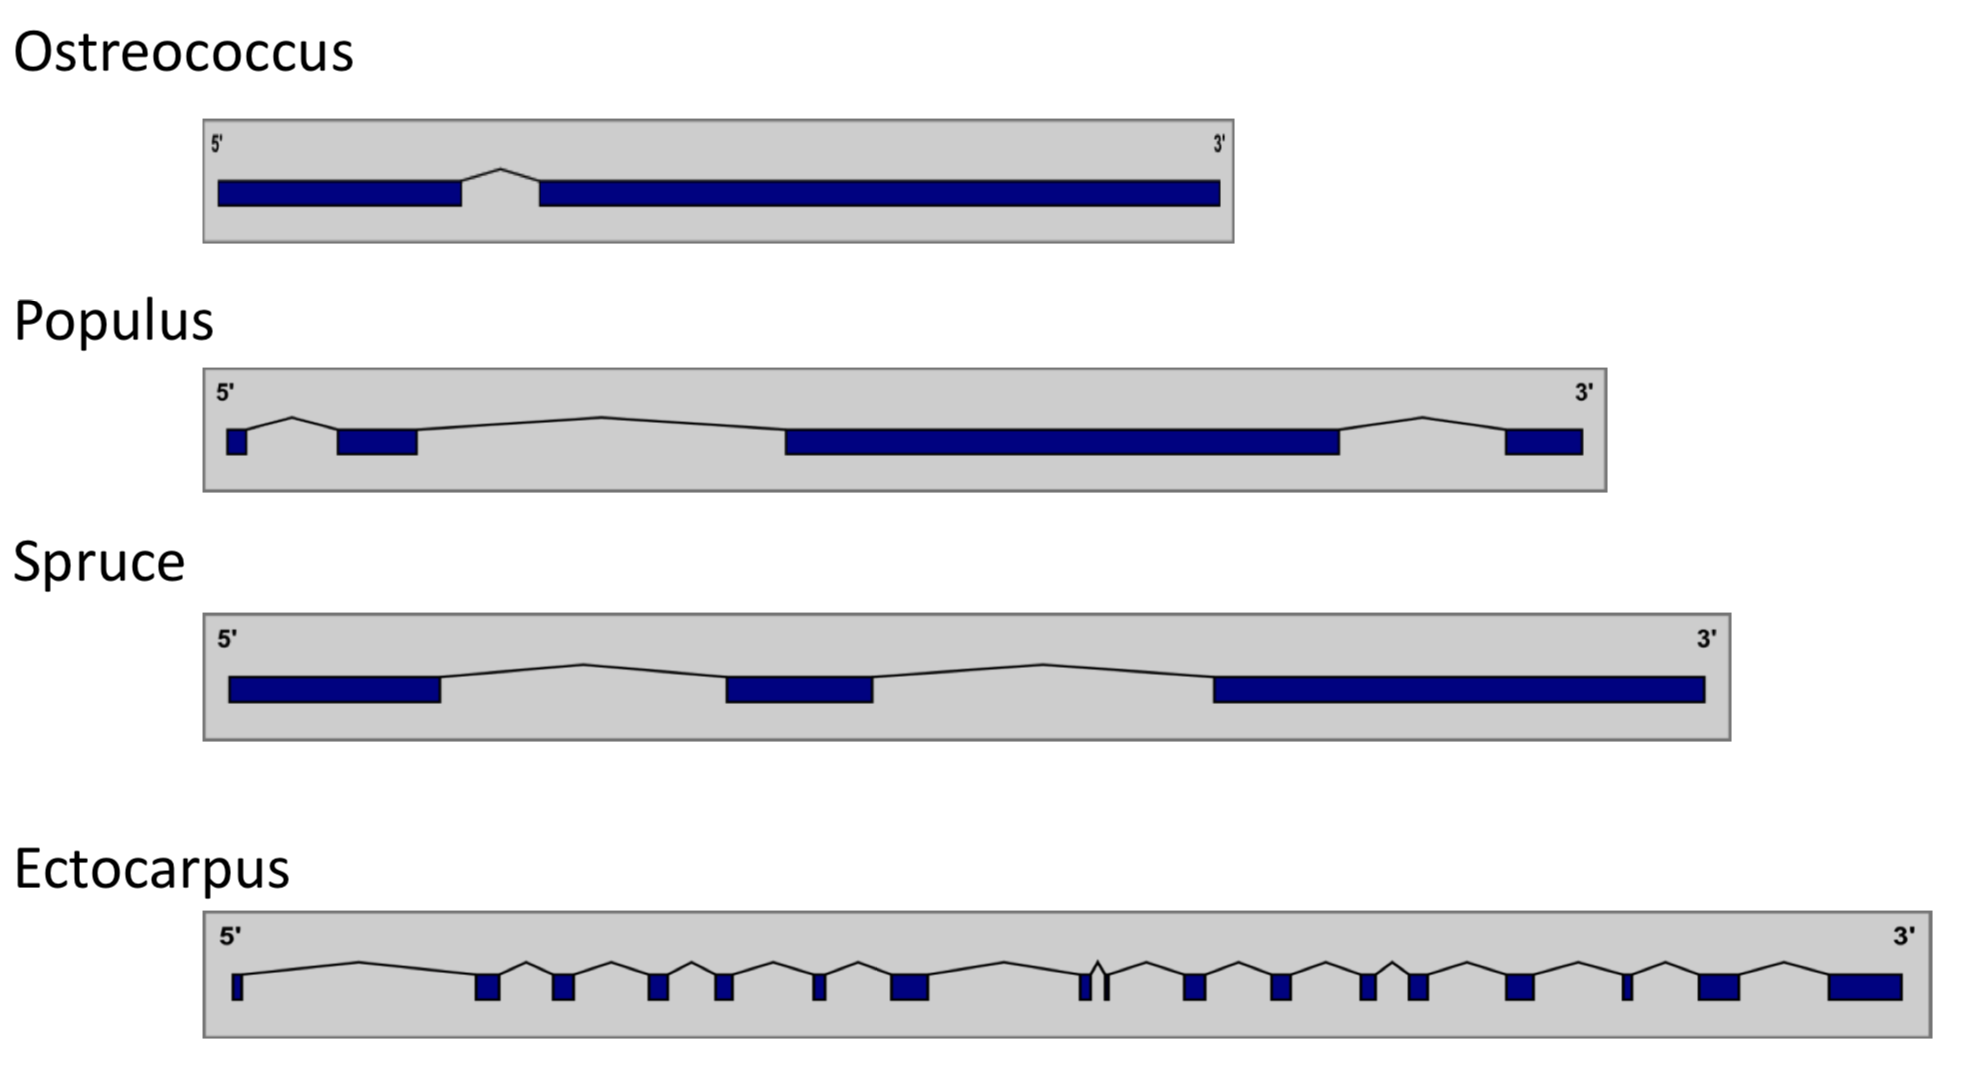 Ostreococcus
5' 3'
Populus
5' 3'
Spruce
5' 3'
Ectocarpus
5' 3'